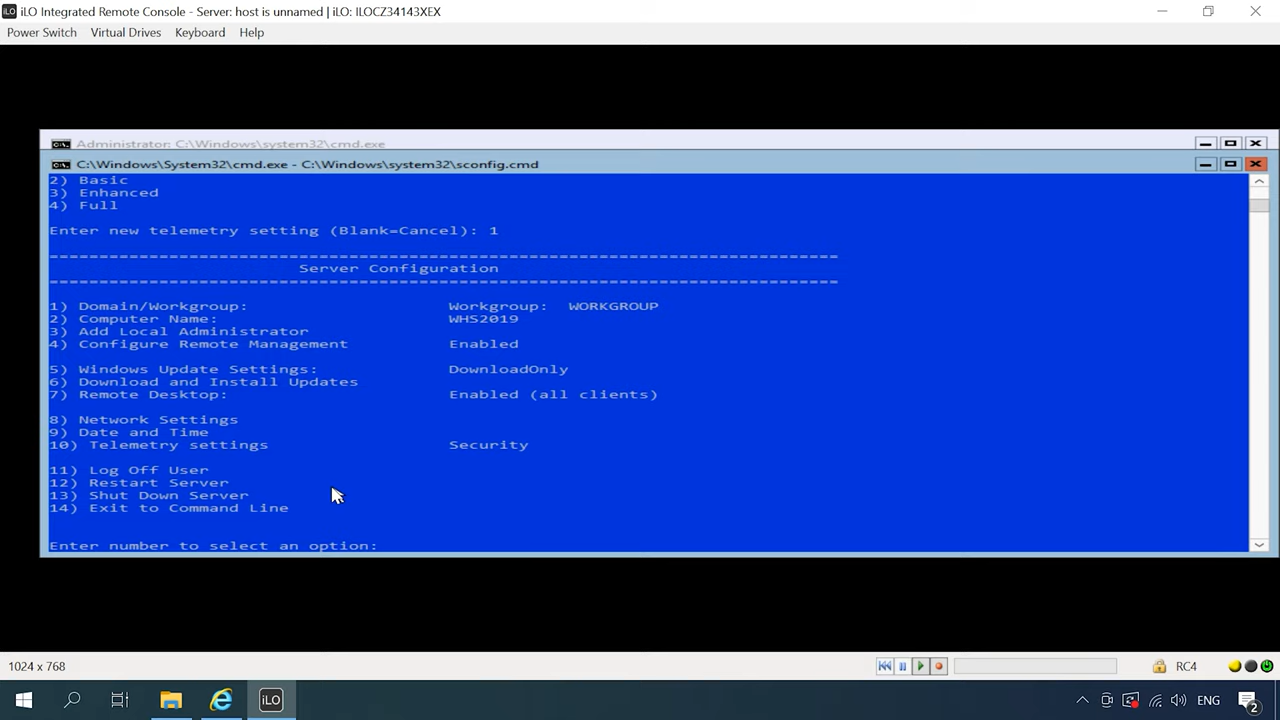 iLO Integrated Remote Console - Server: host is unnamed | iLO: ILOCZ34143XEX
Power Switch Virtual Drives Keyboard Help
Administrator: C:\Windows\system32\cmd.exe
C:\Windows\System32\cmd.exe - C:\Windows\system32\sconfig.cmd
2) Basic
3) Enhanced
4) Full
Enter new telemetry setting (Blank=Cancel): 1
===============================================================================
Server Configuration
===============================================================================
1) Domain/Workgroup: Workgroup: WORKGROUP
2) Computer Name: WHS2019
3) Add Local Administrator
4) Configure Remote Management Enabled
5) Windows Update Settings: DownloadOnly
6) Download and Install Updates
7) Remote Desktop: Enabled (all clients)
8) Network Settings
9) Date and Time
10) Telemetry settings Security
11) Log Off User
12) Restart Server
13) Shut Down Server
14) Exit to Command Line
Enter number to select an option:
1024 x 768 RC4
iLO ENG 2